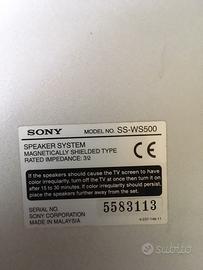 SONY MODEL NO. SS-WS500
SPEAKER SYSTEM
MAGNETICALLY SHIELDED TYPE
RATED IMPEDANCE: 3Ω
CE
If the speakers should cause the TV screen to have
color irregularity, turn off the TV at once then turn it on
after 15 to 30 minutes. If color irregularity should persist,
place the speakers further away from the TV set.
SERIAL NO. 5583113
SONY CORPORATION
MADE IN MALAYSIA
subito